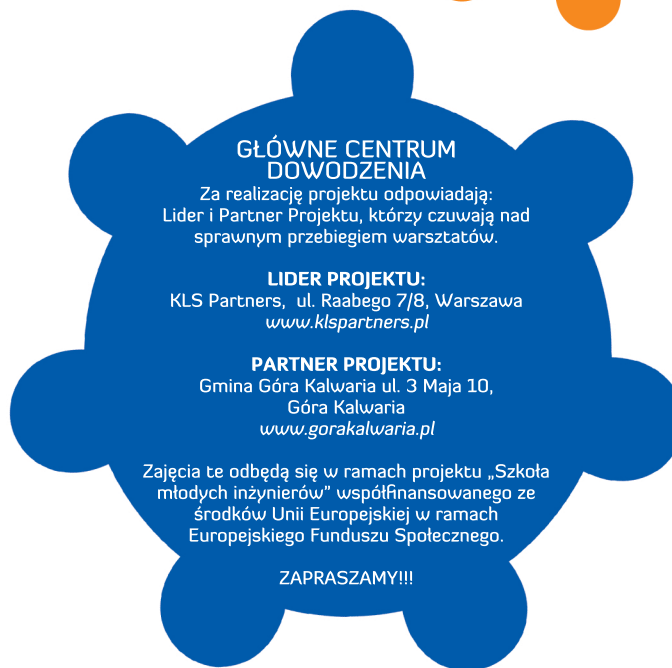 GŁÓWNE CENTRUM
DOWODZENIA
Za realizację projektu odpowiadają:
Lider i Partner Projektu, którzy czuwają nad
sprawnym przebiegiem warsztatów.
LIDER PROJEKTU:
KLS Partners, ul. Raabego 7/8, Warszawa
www.klspartners.pl
PARTNER PROJEKTU:
Gmina Góra Kalwaria ul. 3 Maja 10,
Góra Kalwaria
www.gorakalwaria.pl
Zajęcia te odbędą się w ramach projektu „Szkoła
młodych inżynierów” współfinansowanego ze
środków Unii Europejskiej w ramach
Europejskiego Funduszu Społecznego.
ZAPRASZAMY!!!